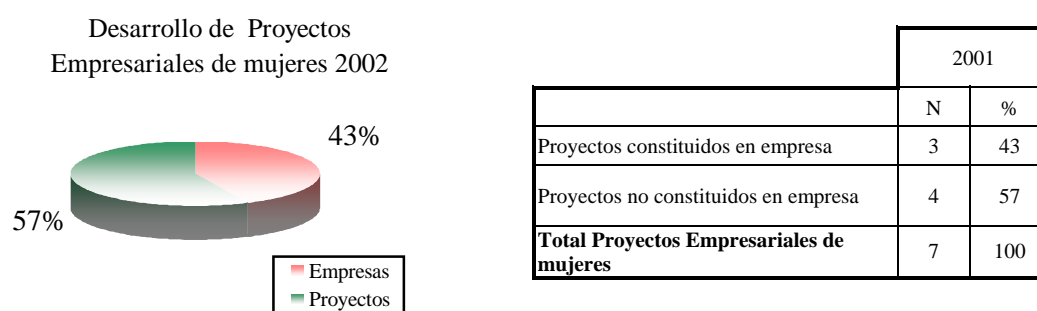 Desarrollo de Proyectos
Empresariales de mujeres 2002
43%
57%
Empresas
Proyectos
2001
N %
Proyectos constituidos en empresa 3 43
Proyectos no constituidos en empresa 4 57
Total Proyectos Empresariales de
mujeres 7 100